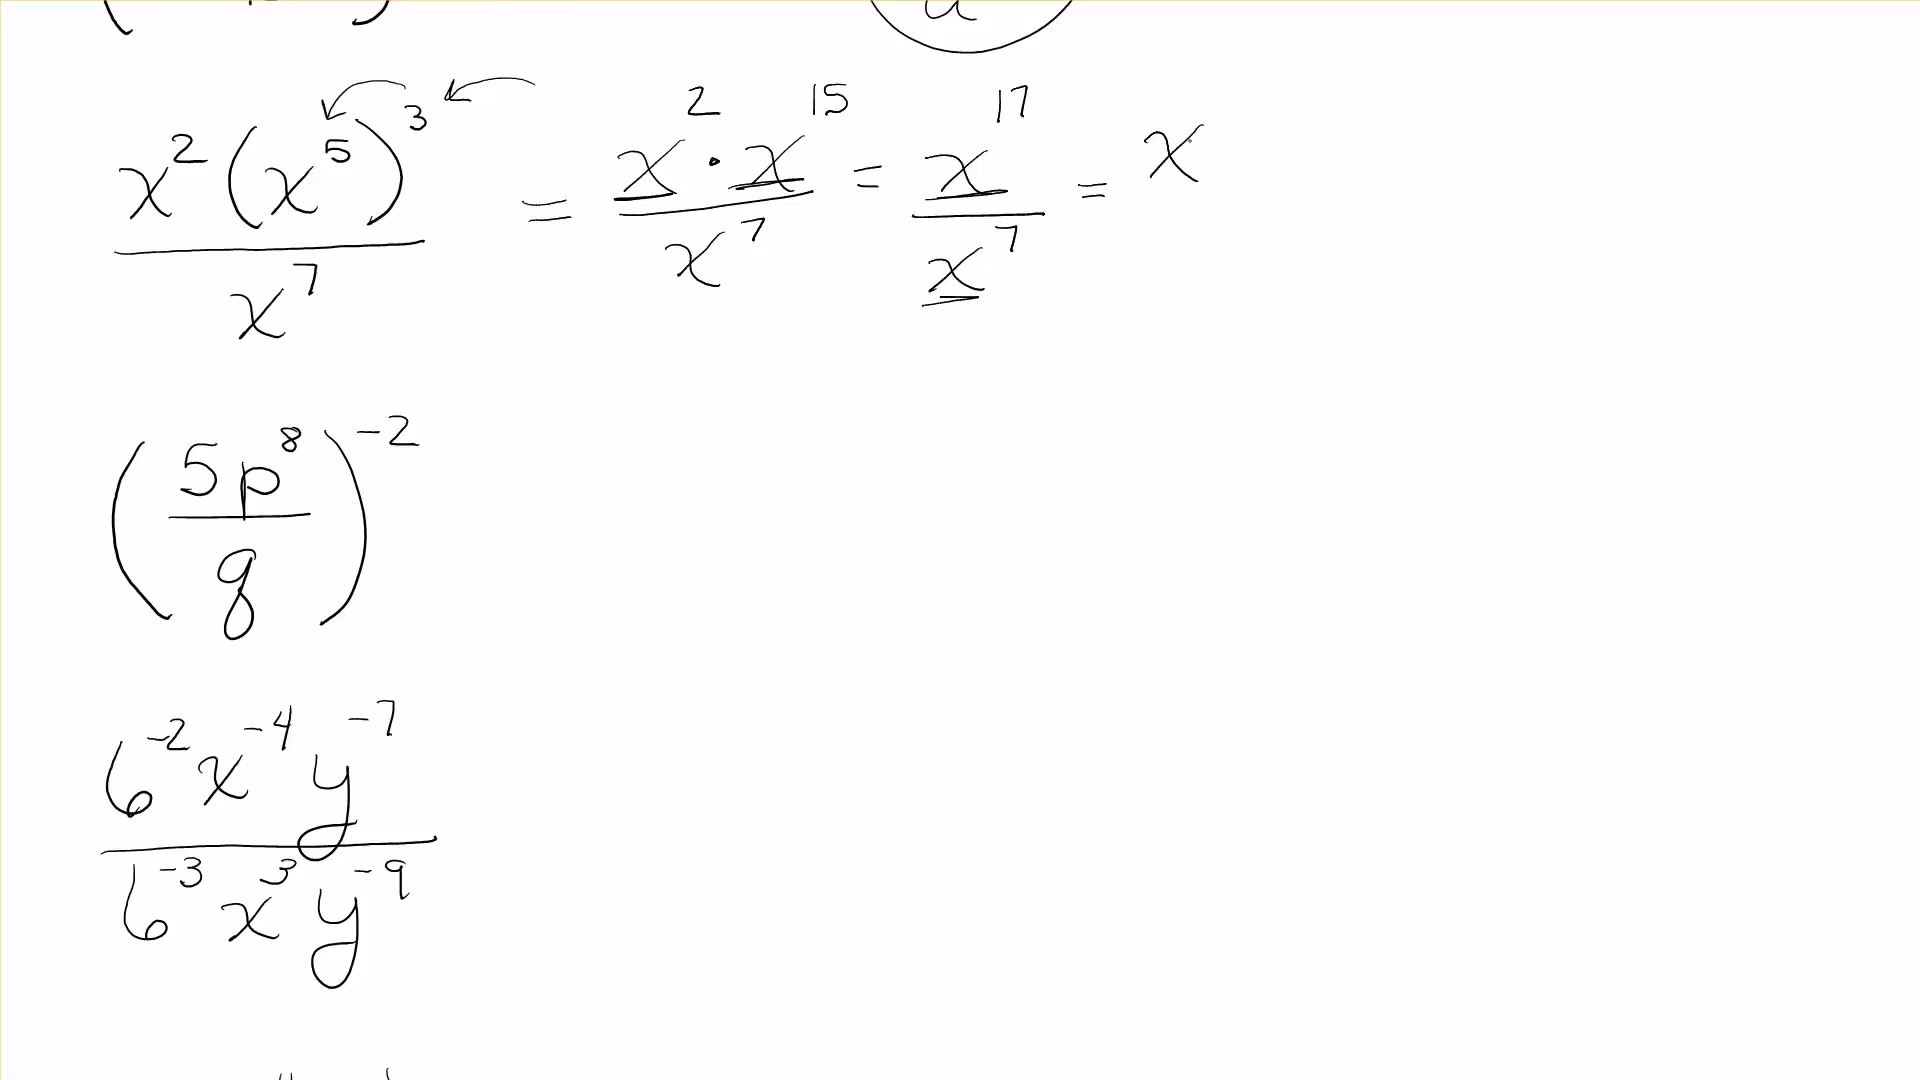 a
x^2 (x^5)^3 / x^7 = x^2 · x^15 / x^7 = x^17 / x^7 = x
(5p^8 / q)^-2
6^-2 x^-4 y^-7 / 6^-3 x^3 y^-9